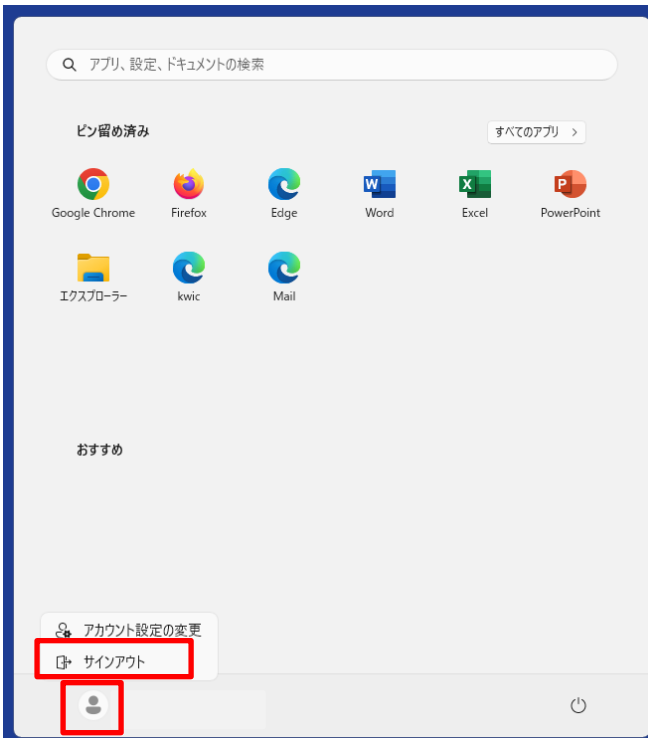 アプリ、設定、ドキュメントの検索
ピン留め済み
すべてのアプリ >
Google Chrome Firefox Edge Word Excel PowerPoint
エクスプローラー kwic Mail
おすすめ
アカウント設定の変更
サインアウト